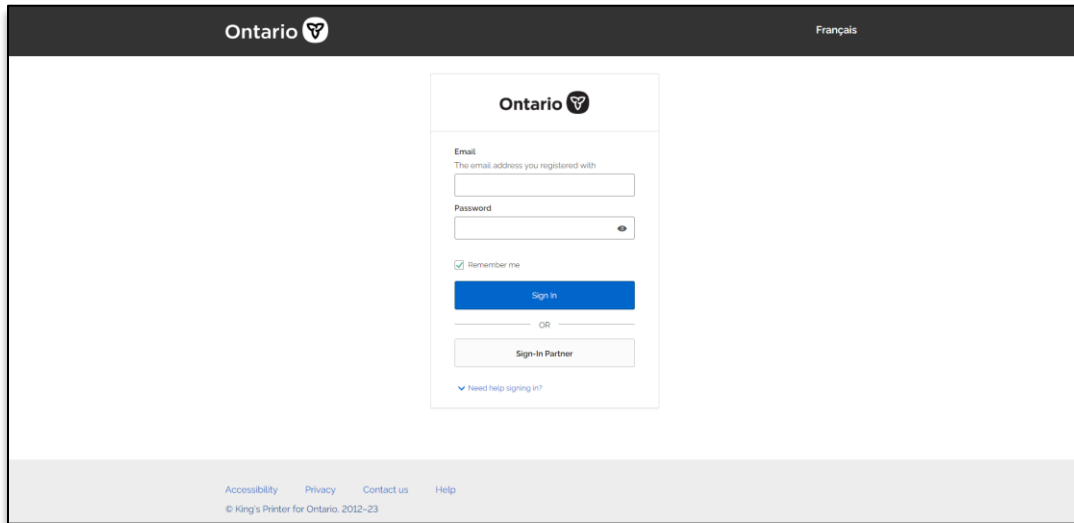 Ontario
Français
Ontario
Email
The email address you registered with
Password
Remember me
Sign In
OR
Sign-In Partner
Need help signing in?
Accessibility Privacy Contact us Help
© King's Printer for Ontario, 2012–23